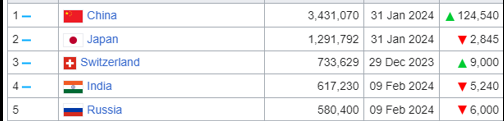 1 China 3,431,070 31 Jan 2024 124,540
2 Japan 1,291,792 31 Jan 2024 2,845
3 Switzerland 733,629 29 Dec 2023 9,000
4 India 617,230 09 Feb 2024 5,240
5 Russia 580,400 09 Feb 2024 6,000